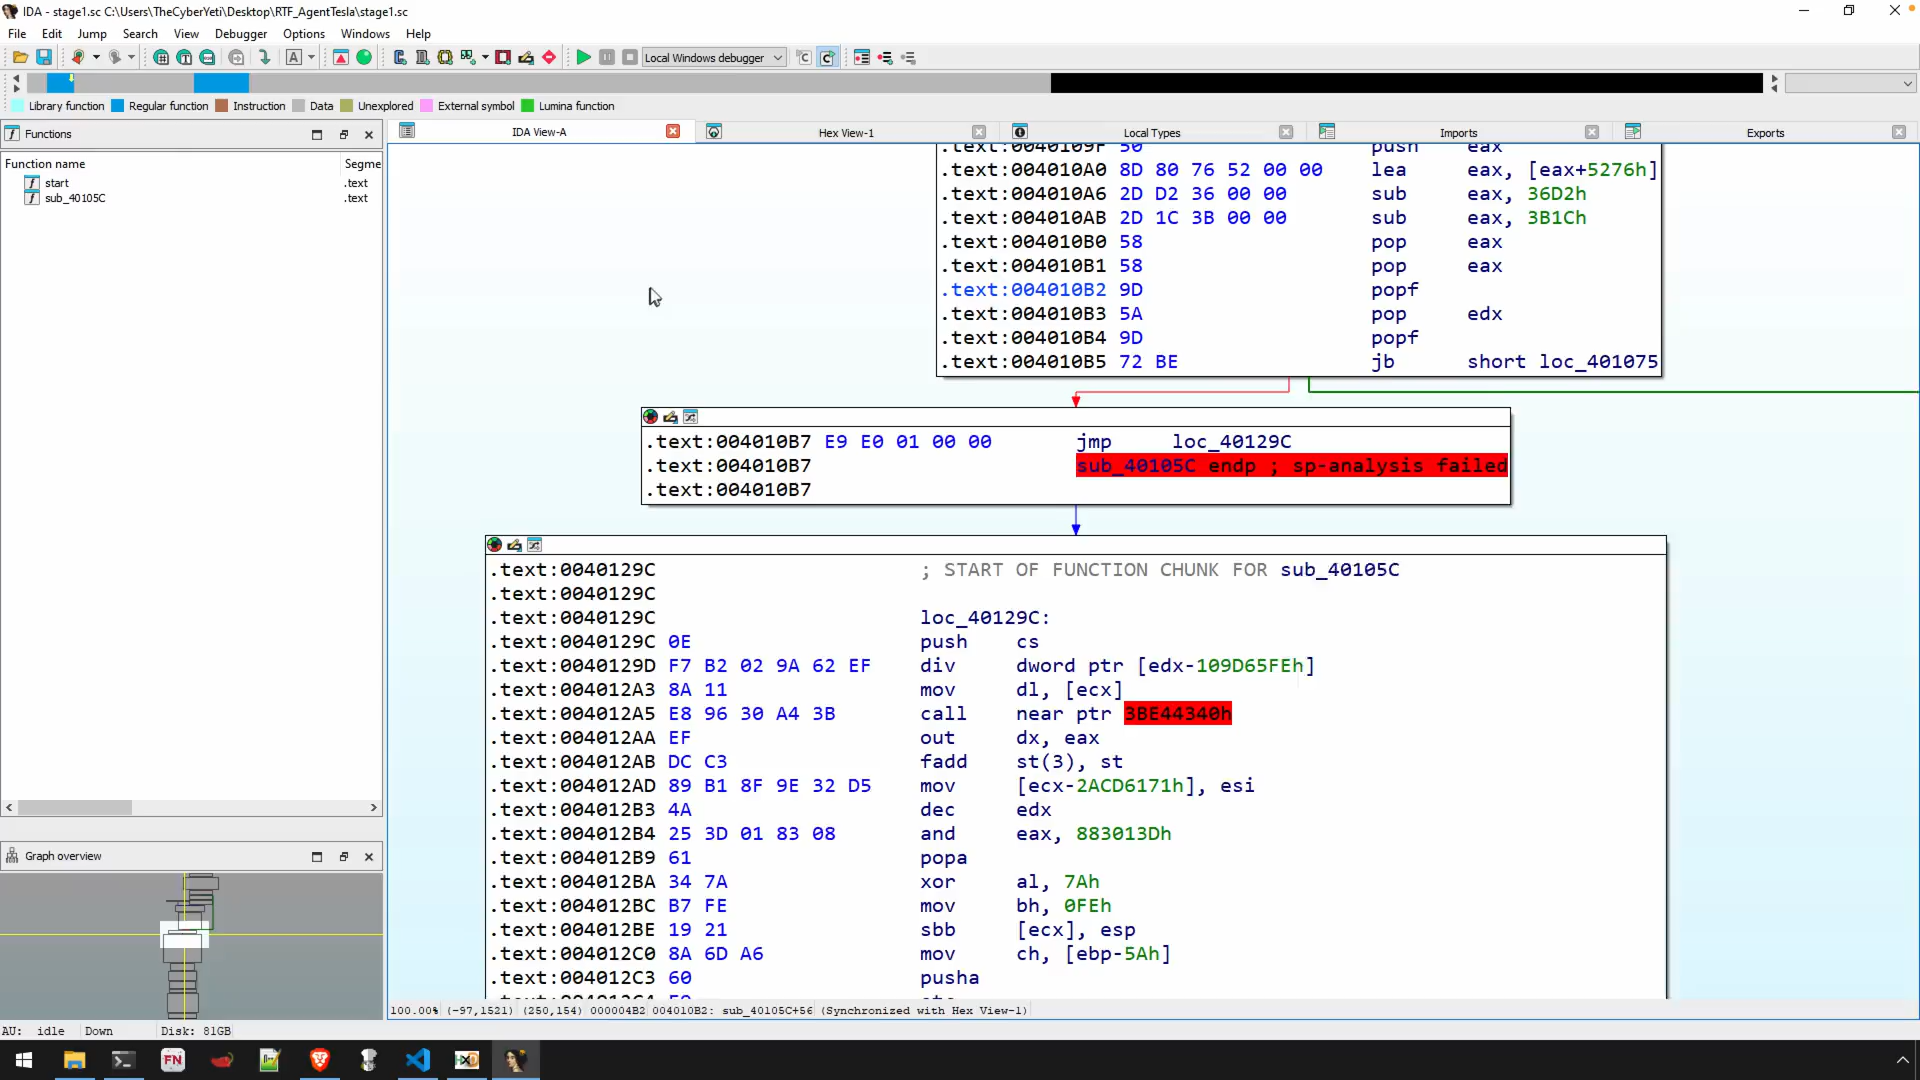 IDA - stage1.sc C:\Users\TheCyberYeti\Desktop\RTF_AgentTesla\stage1.sc
File Edit Jump Search View Debugger Options Windows Help
Local Windows debugger
Library function Regular function Instruction Data Unexplored External symbol Lumina function
Functions
IDA View-A Hex View-1 Local Types Imports Exports
Function name Segme
start .text
sub_40105C .text
.text:0040109F 50 push eax
.text:004010A0 8D 80 76 52 00 00 lea eax, [eax+5276h]
.text:004010A6 2D D2 36 00 00 sub eax, 36D2h
.text:004010AB 2D 1C 3B 00 00 sub eax, 3B1Ch
.text:004010B0 58 pop eax
.text:004010B1 58 pop eax
.text:004010B2 9D popf
.text:004010B3 5A pop edx
.text:004010B4 9D popf
.text:004010B5 72 BE jb short loc_401075
.text:004010B7 E9 E0 01 00 00 jmp loc_40129C
.text:004010B7 sub_40105C endp ; sp-analysis failed
.text:004010B7
.text:0040129C ; START OF FUNCTION CHUNK FOR sub_40105C
.text:0040129C
.text:0040129C loc_40129C:
.text:0040129C 0E push cs
.text:0040129D F7 B2 02 9A 62 EF div dword ptr [edx-109D65FEh]
.text:004012A3 8A 11 mov dl, [ecx]
.text:004012A5 E8 96 30 A4 3B call near ptr 3BE44340h
.text:004012AA EF out dx, eax
.text:004012AB DC C3 fadd st(3), st
.text:004012AD 89 B1 8F 9E 32 D5 mov [ecx-2ACD6171h], esi
.text:004012B3 4A dec edx
.text:004012B4 25 3D 01 83 08 and eax, 883013Dh
.text:004012B9 61 popa
.text:004012BA 34 7A xor al, 7Ah
.text:004012BC B7 FE mov bh, 0FEh
.text:004012BE 19 21 sbb [ecx], esp
.text:004012C0 8A 6D A6 mov ch, [ebp-5Ah]
.text:004012C3 60 pusha
Graph overview
100.00% (-97,1521) (250,154) 000004B2 004010B2: sub_40105C+56 (Synchronized with Hex View-1)
AU: idle Down Disk: 81GB
FN